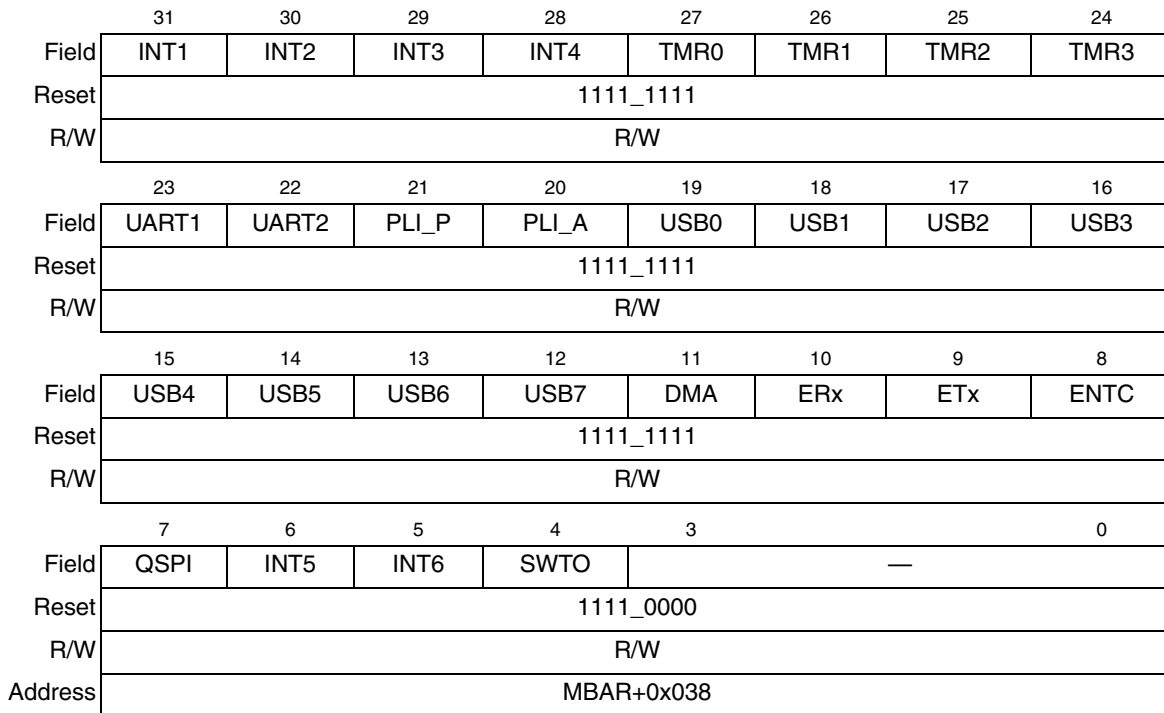 31 30 29 28 27 26 25 24
Field INT1 INT2 INT3 INT4 TMR0 TMR1 TMR2 TMR3
Reset 1111_1111
R/W R/W
23 22 21 20 19 18 17 16
Field UART1 UART2 PLI_P PLI_A USB0 USB1 USB2 USB3
Reset 1111_1111
R/W R/W
15 14 13 12 11 10 9 8
Field USB4 USB5 USB6 USB7 DMA ERx ETx ENTC
Reset 1111_1111
R/W R/W
7 6 5 4 3 0
Field QSPI INT5 INT6 SWTO —
Reset 1111_0000
R/W R/W
Address MBAR+0x038